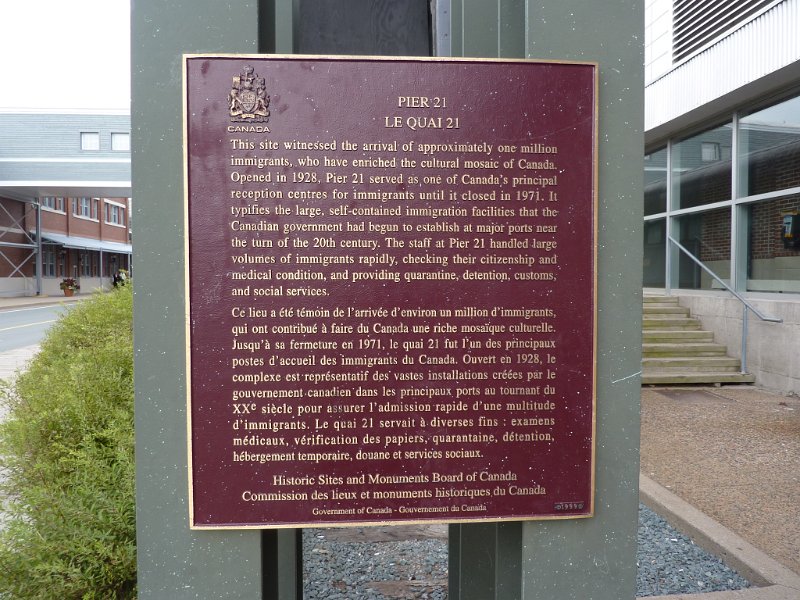 PIER 21
LE QUAI 21
CANADA
This site witnessed the arrival of approximately one million
immigrants, who have enriched the cultural mosaic of Canada.
Opened in 1928, Pier 21 served as one of Canada's principal
reception centres for immigrants until it closed in 1971. It
typifies the large, self-contained immigration facilities that the
Canadian government had begun to establish at major ports near
the turn of the 20th century. The staff at Pier 21 handled large
volumes of immigrants rapidly, checking their citizenship and
medical condition, and providing quarantine, detention, customs,
and social services.
Ce lieu a été témoin de l'arrivée d'environ un million d'immigrants,
qui ont contribué à faire du Canada une riche mosaïque culturelle.
Jusqu'à sa fermeture en 1971, le quai 21 fut l'un des principaux
postes d'accueil des immigrants du Canada. Ouvert en 1928, le
complexe est représentatif des vastes installations créées par le
gouvernement canadien dans les principaux ports au tournant du
XXe siècle pour assurer l'admission rapide d'une multitude
d'immigrants. Le quai 21 servait à diverses fins : examens
médicaux, vérification des papiers, quarantaine, détention,
hébergement temporaire, douane et services sociaux.
Historic Sites and Monuments Board of Canada
Commission des lieux et monuments historiques du Canada
Government of Canada - Gouvernement du Canada
©1999©